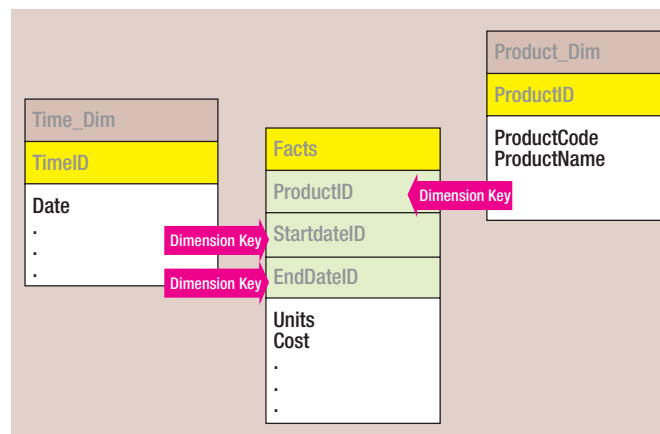 Time_Dim
TimeID
Date
.
.
.
Facts
ProductID
StartdateID
EndDateID
Units
Cost
.
.
.
Dimension Key
Dimension Key
Dimension Key
Product_Dim
ProductID
ProductCode
ProductName